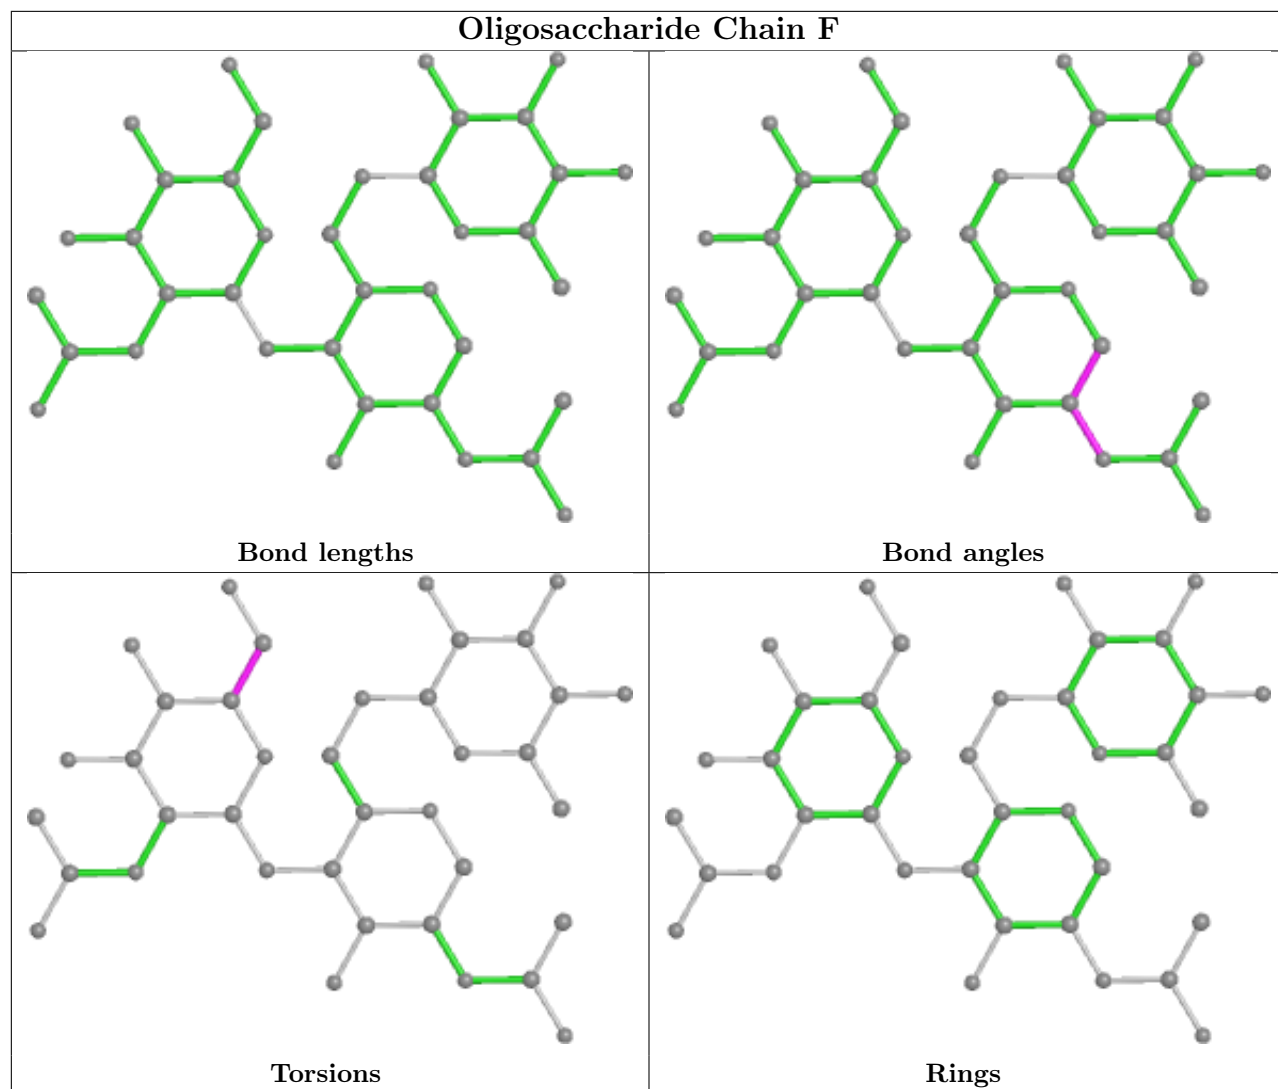 Oligosaccharide Chain F
Bond lengths
Bond angles
Torsions
Rings